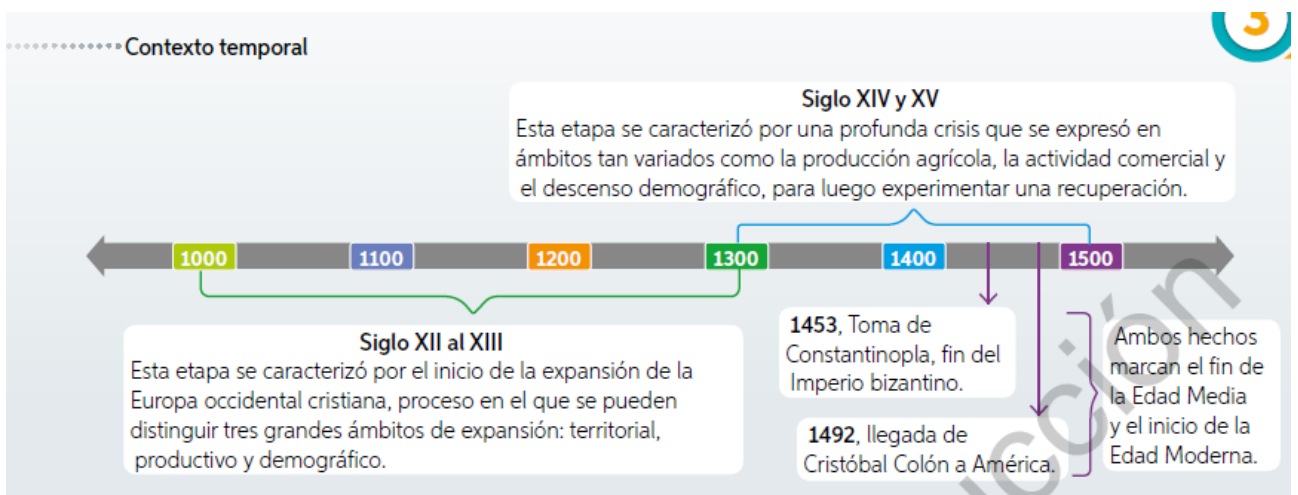 3
Contexto temporal
Siglo XIV y XV
Esta etapa se caracterizó por una profunda crisis que se expresó en
ámbitos tan variados como la producción agrícola, la actividad comercial y
el descenso demográfico, para luego experimentar una recuperación.
1000 1100 1200 1300 1400 1500
Siglo XII al XIII
Esta etapa se caracterizó por el inicio de la expansión de la
Europa occidental cristiana, proceso en el que se pueden
distinguir tres grandes ámbitos de expansión: territorial,
productivo y demográfico.
1453, Toma de
Constantinopla, fin del
Imperio bizantino.
1492, llegada de
Cristóbal Colón a América.
Ambos hechos
marcan el fin de
la Edad Media
y el inicio de la
Edad Moderna.
ucción